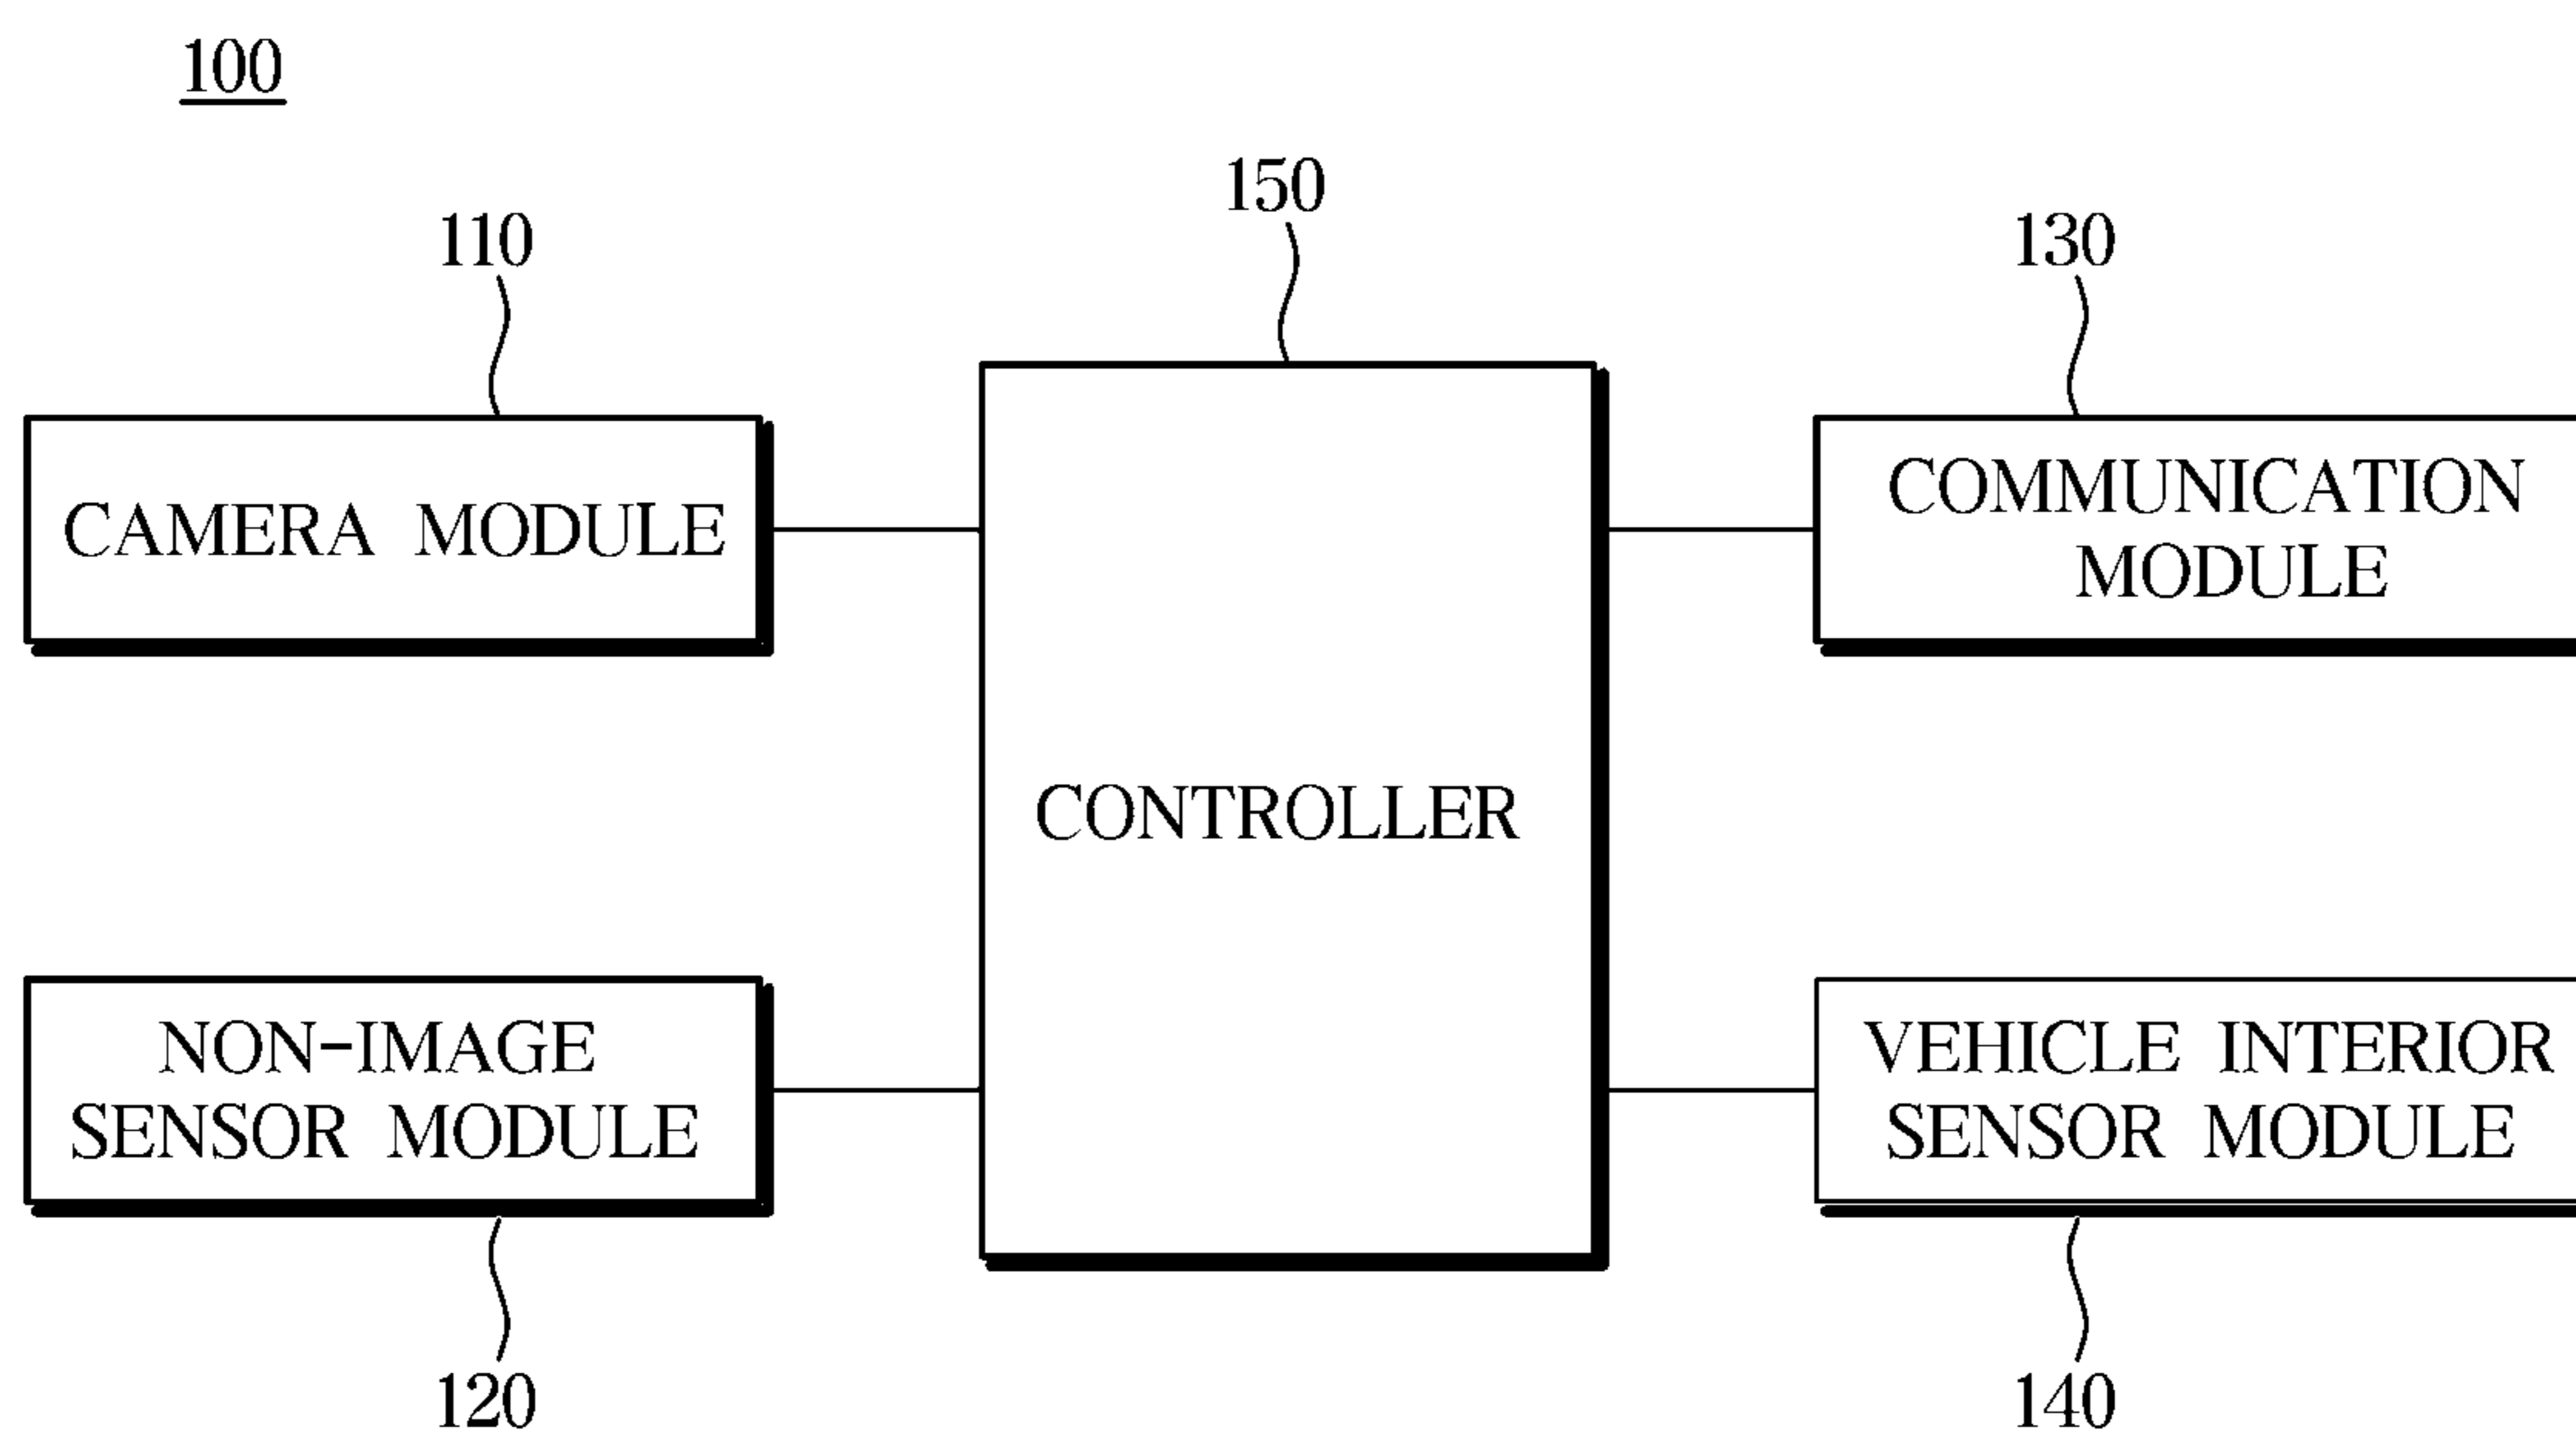 100
150
110
130
CAMERA MODULE
COMMUNICATION
MODULE
CONTROLLER
NON-IMAGE
SENSOR MODULE
VEHICLE INTERIOR
SENSOR MODULE
120
140